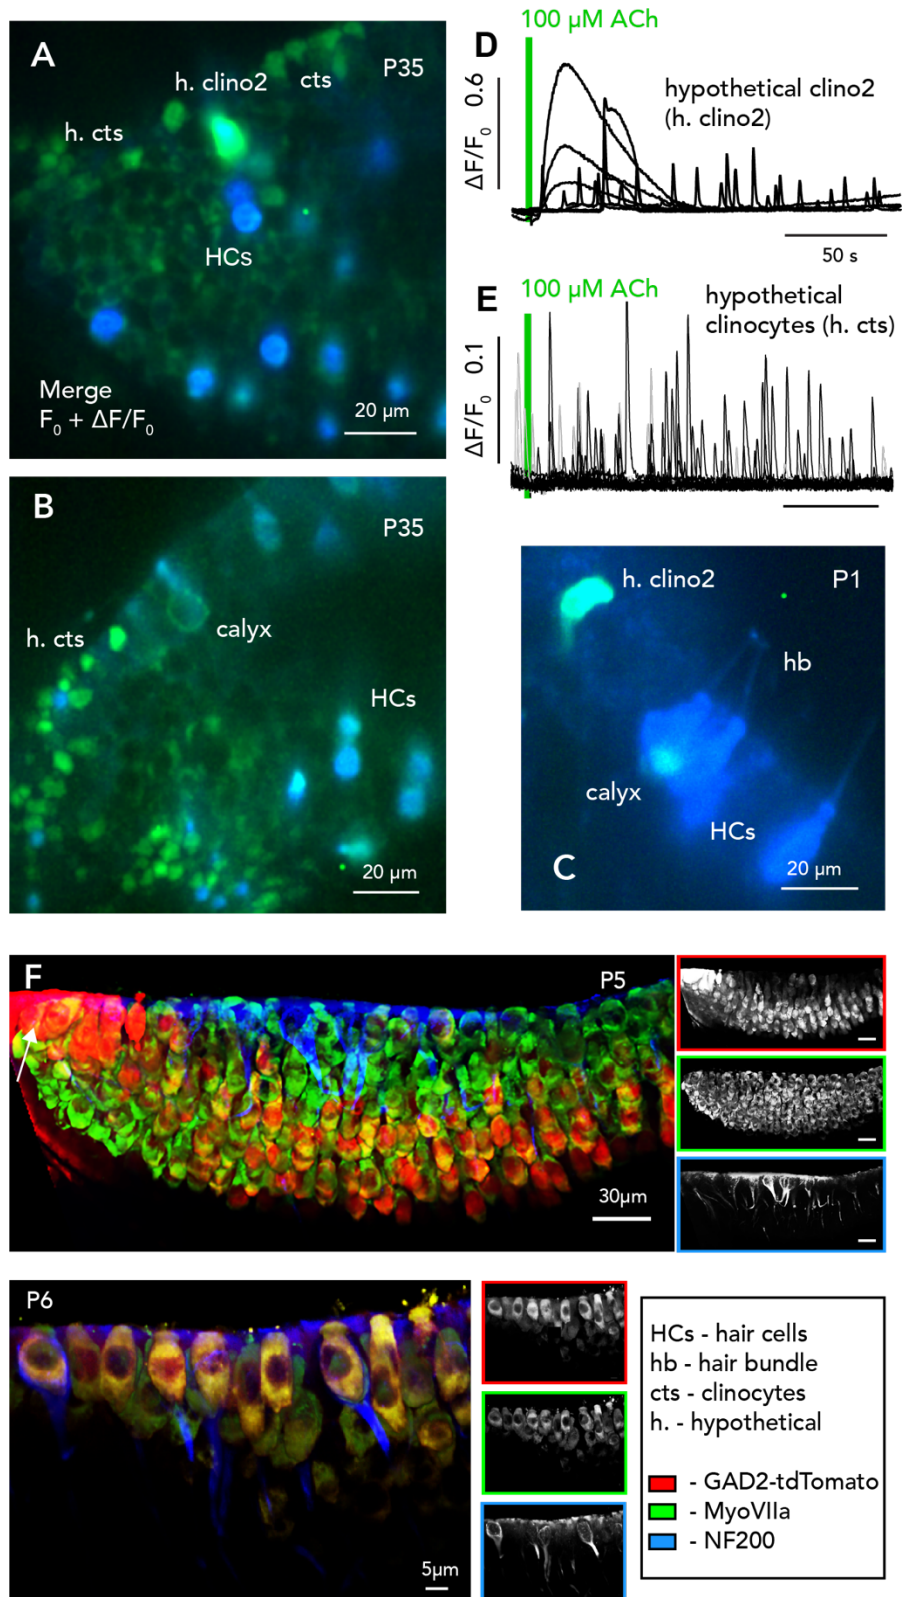 A
P35
h. clino2
cts
h. cts
HCs
Merge
F0 + ΔF/F0
20 µm
B
P35
h. cts
calyx
HCs
20 µm
D
100 µM ACh
ΔF/F0 0.6
hypothetical clino2
(h. clino2)
50 s
E
100 µM ACh
ΔF/F0 0.1
hypothetical
clinocytes (h. cts)
h. clino2
P1
hb
calyx
HCs
C
20 µm
F
P5
30µm
P6
5µm
HCs - hair cells
hb - hair bundle
cts - clinocytes
h. - hypothetical
- GAD2-tdTomato
- MyoVIIa
- NF200